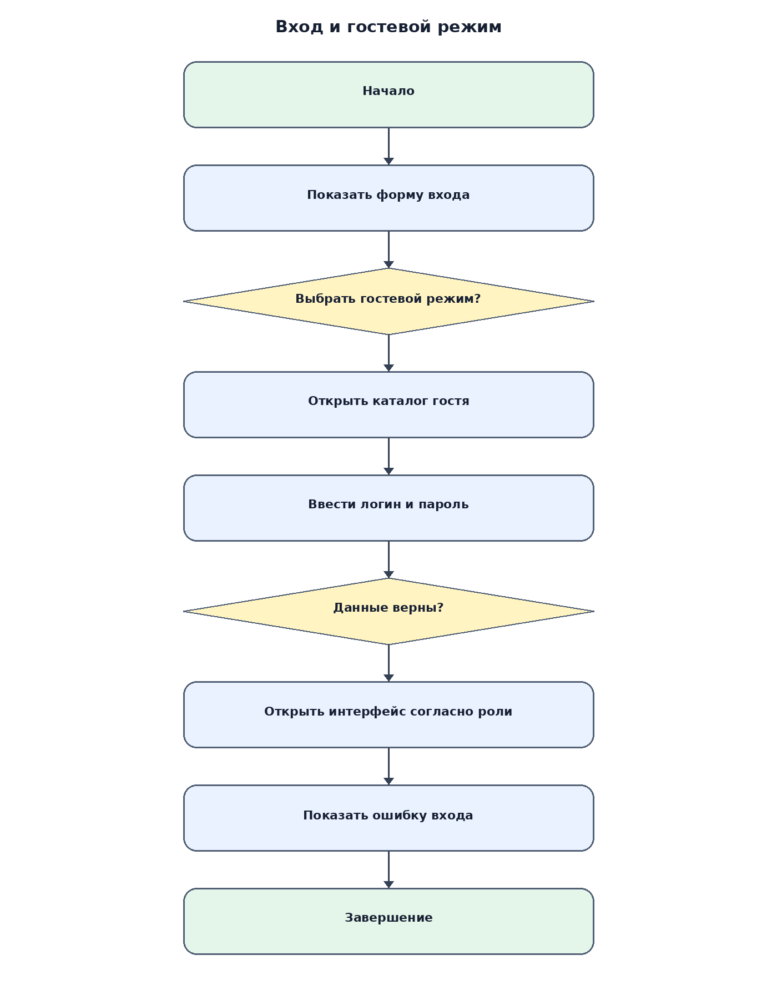 Вход и гостевой режим
Начало
Показать форму входа
Выбрать гостевой режим?
Открыть каталог гостя
Ввести логин и пароль
Данные верны?
Открыть интерфейс согласно роли
Показать ошибку входа
Завершение